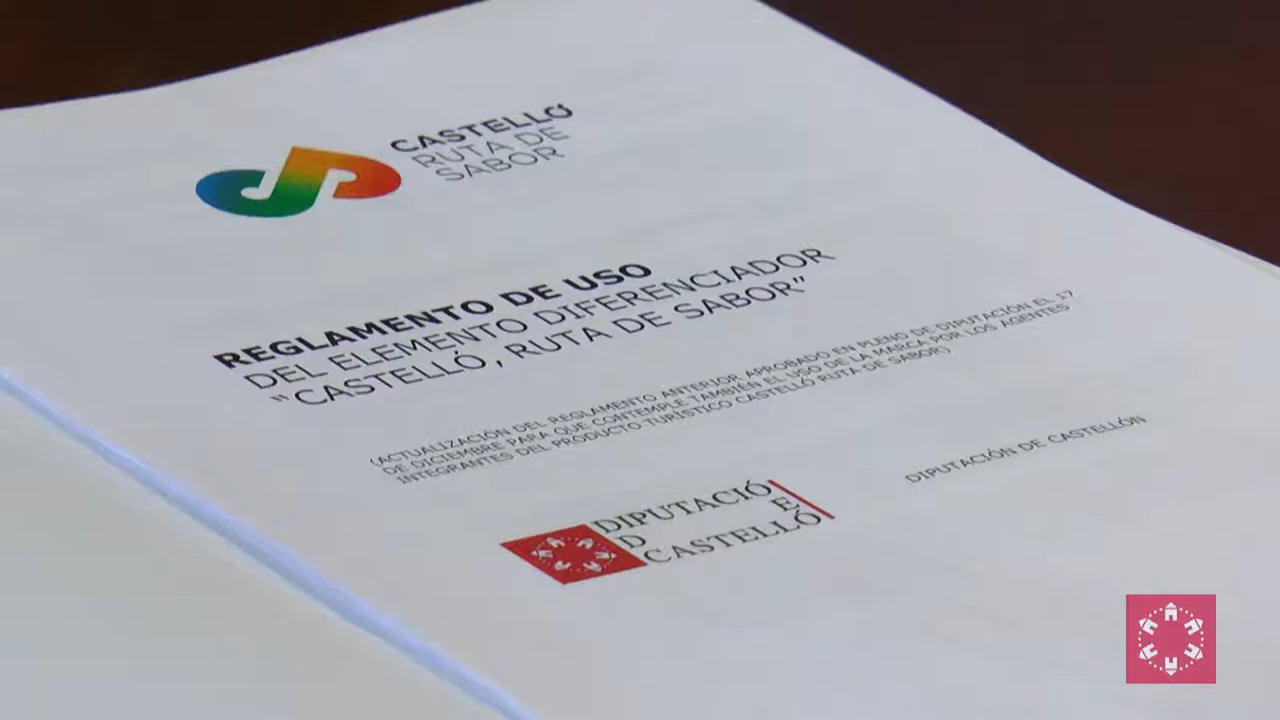 CASTELLÓ
RUTA DE
SABOR
REGLAMENTO DE USO
DEL ELEMENTO DIFERENCIADOR
“CASTELLÓ, RUTA DE SABOR”
(ACTUALIZACIÓN DEL REGLAMENTO ANTERIOR APROBADO EN PLENO DE DIPUTACIÓN EL 17
DE DICIEMBRE PARA QUE CONTEMPLE TAMBIÉN EL USO DE LA MARCA POR LOS AGENTES
INTEGRANTES DEL PRODUCTO TURÍSTICO CASTELLÓ RUTA DE SABOR)
DIPUTACIÓN DE CASTELLÓN
DIPUTACIÓ
D E
CASTELLÓ